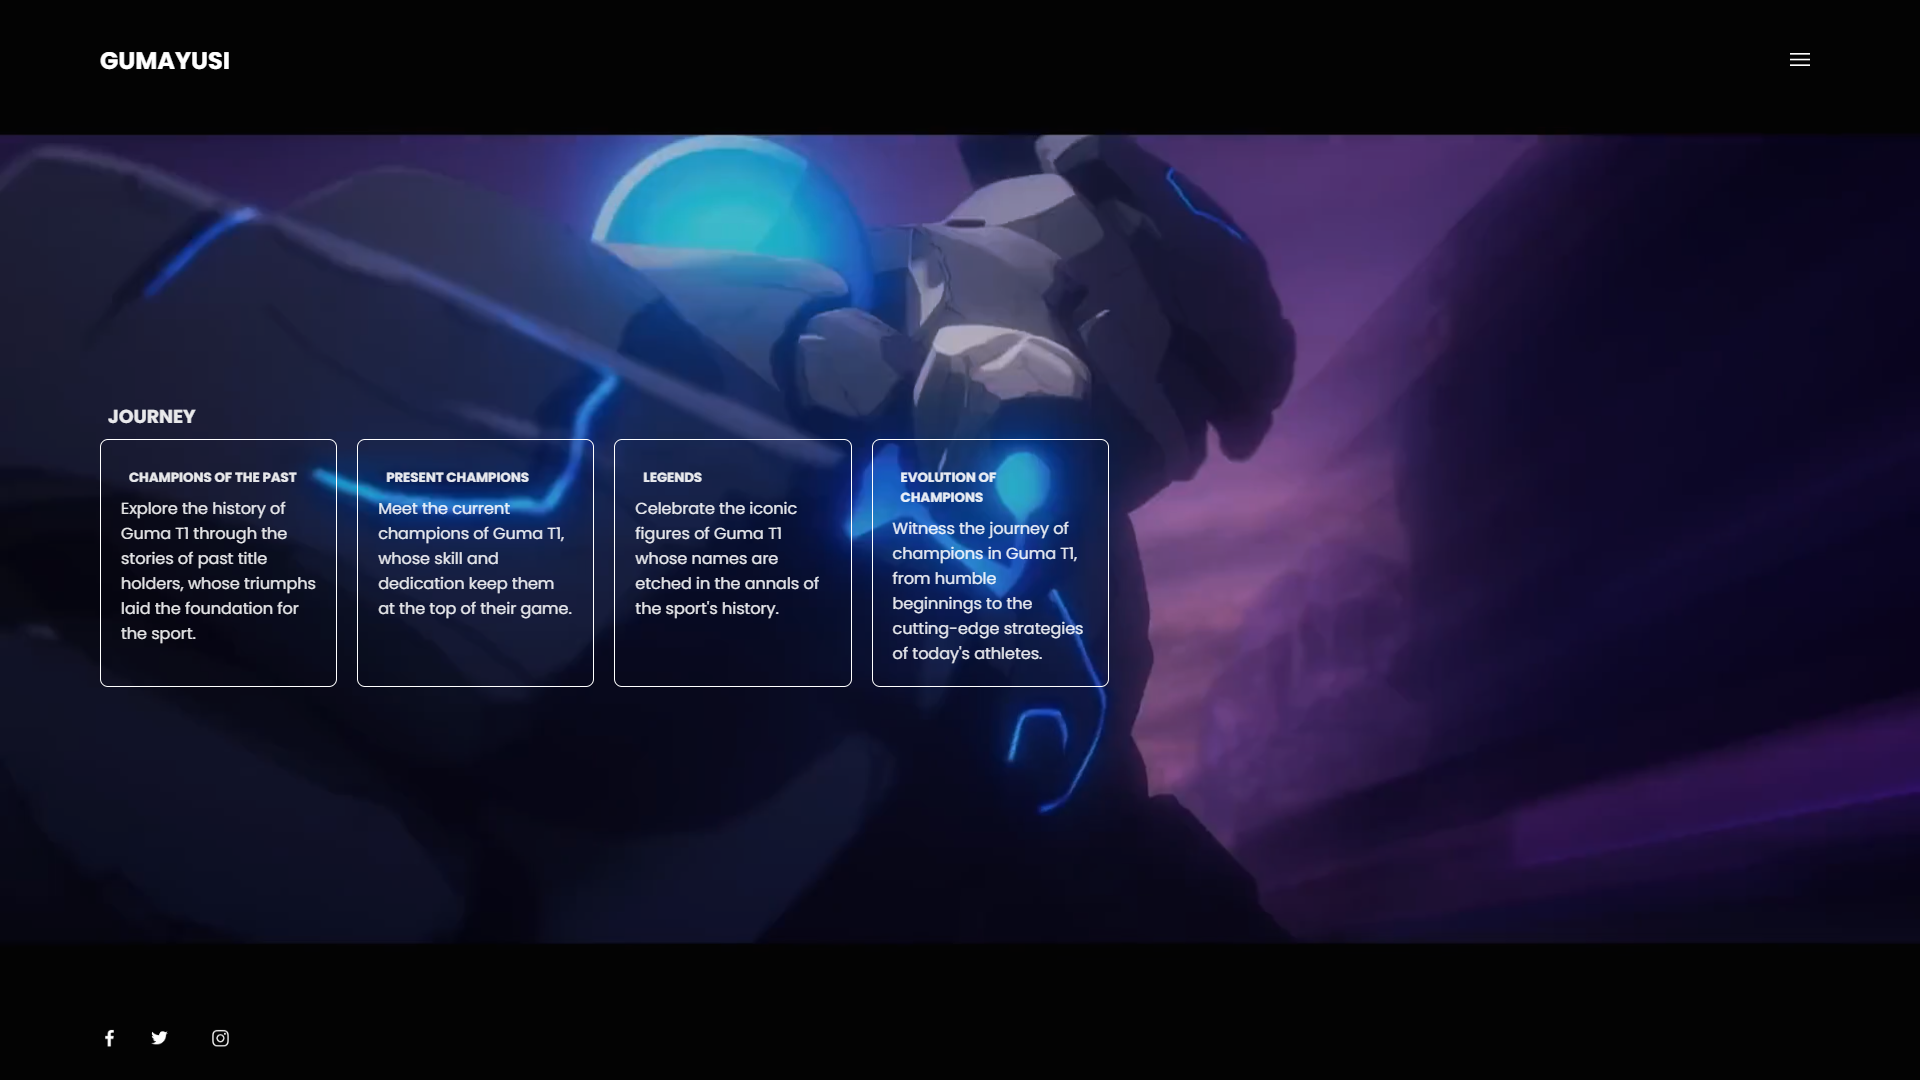 GUMAYUSI
JOURNEY
CHAMPIONS OF THE PAST
Explore the history of
Guma T1 through the
stories of past title
holders, whose triumphs
laid the foundation for
the sport.
PRESENT CHAMPIONS
Meet the current
champions of Guma T1,
whose skill and
dedication keep them
at the top of their game.
LEGENDS
Celebrate the iconic
figures of Guma T1
whose names are
etched in the annals of
the sport's history.
EVOLUTION OF
CHAMPIONS
Witness the journey of
champions in Guma T1,
from humble
beginnings to the
cutting-edge strategies
of today's athletes.